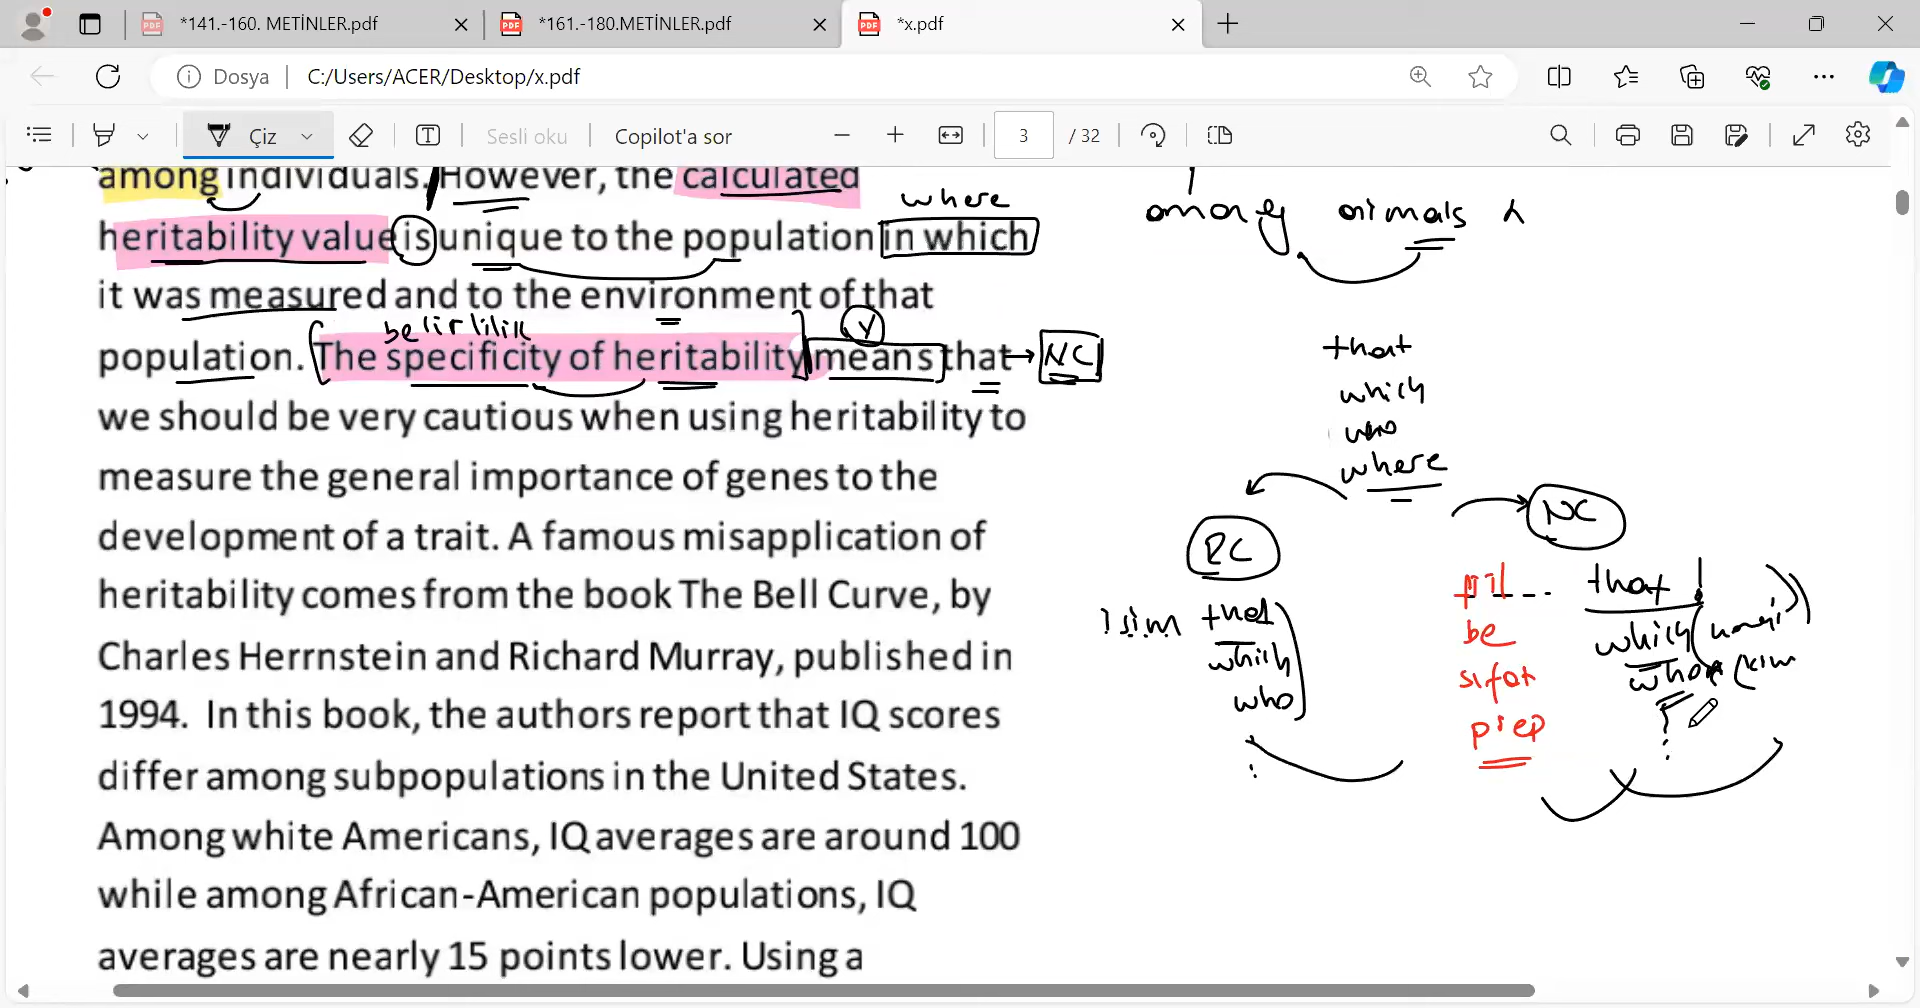 *141.-160. METİNLER.pdf
*161.-180.METİNLER.pdf
*x.pdf
Dosya
C:/Users/ACER/Desktop/x.pdf
Çiz
Sesli oku
Copilot'a sor
3
/ 32
among individuals. However, the calculated
where
heritability value is unique to the population in which
it was measured and to the environment of that
belirlilik
V
population. The specificity of heritability means that → NC
we should be very cautious when using heritability to
measure the general importance of genes to the
development of a trait. A famous misapplication of
heritability comes from the book The Bell Curve, by
Charles Herrnstein and Richard Murray, published in
1994. In this book, the authors report that IQ scores
differ among subpopulations in the United States.
Among white Americans, IQ averages are around 100
while among African-American populations, IQ
averages are nearly 15 points lower. Using a
among animals
that
which
who
where
RC
NC
isim that
which
who
fiil
be
sıfat
prep
that !
which (hangi
who (kim